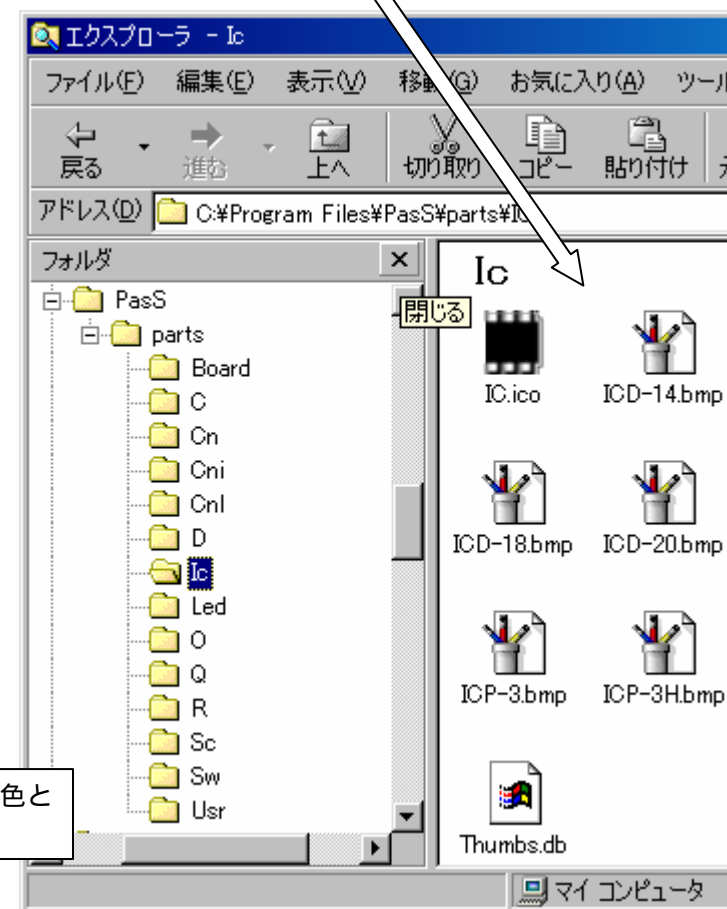 エクスプローラ - Ic
ファイル(F) 編集(E) 表示(V) 移動(G) お気に入り(A) ツール
戻る 進む 上へ 切り取り コピー 貼り付け
アドレス(D) C:¥Program Files¥PasS¥parts¥Ic
フォルダ
閉じる
PasS
parts
Board
C
Cn
Cni
Cnl
D
Ic
Led
O
Q
R
Sc
Sw
Usr
色と
Ic
IC.ico ICD-14.bmp
ICD-18.bmp ICD-20.bmp
ICP-3.bmp ICP-3H.bmp
Thumbs.db
マイ コンピュータ